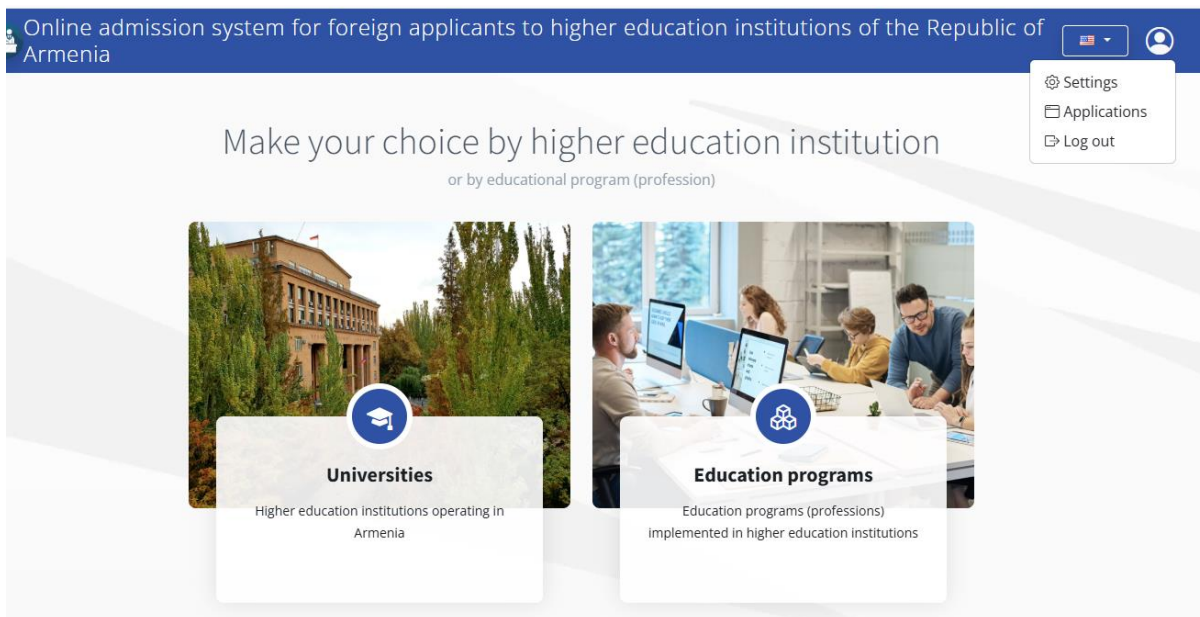 Online admission system for foreign applicants to higher education institutions of the Republic of
Armenia
Settings
Applications
Log out
Make your choice by higher education institution
or by educational program (profession)
Universities
Higher education institutions operating in
Armenia
Education programs
Education programs (professions)
implemented in higher education institutions